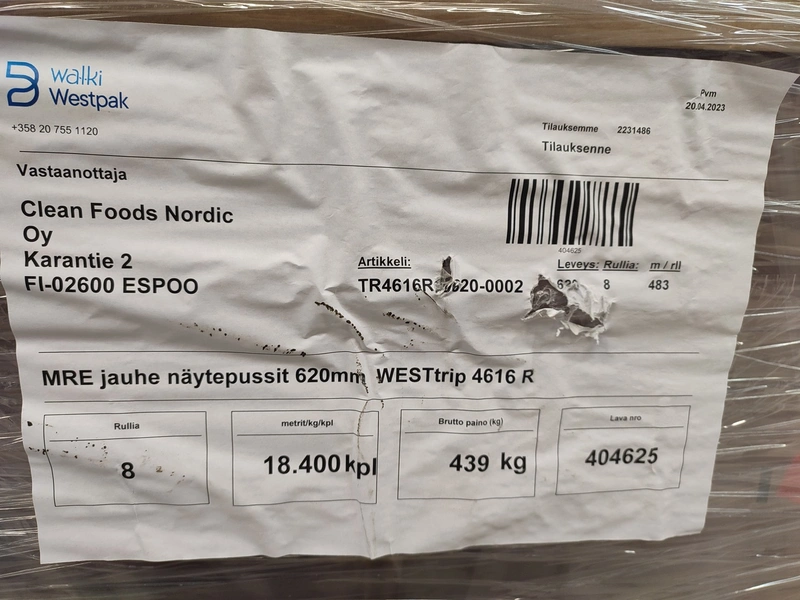 walki
Westpak
+358 20 755 1120
Pvm
20.04.2023
Tilauksemme 2231486
Tilauksenne
Vastaanottaja
Clean Foods Nordic
Oy
Karantie 2
FI-02600 ESPOO
404625
Artikkeli: Leveys: Rullia: m / rll
8 483
MRE jauhe näytepussit 620mm WESTtrip 4616 R
Rullia metrit/kg/kpl Brutto paino (kg) Lava nro
8 18.400 kpl 439 kg 404625